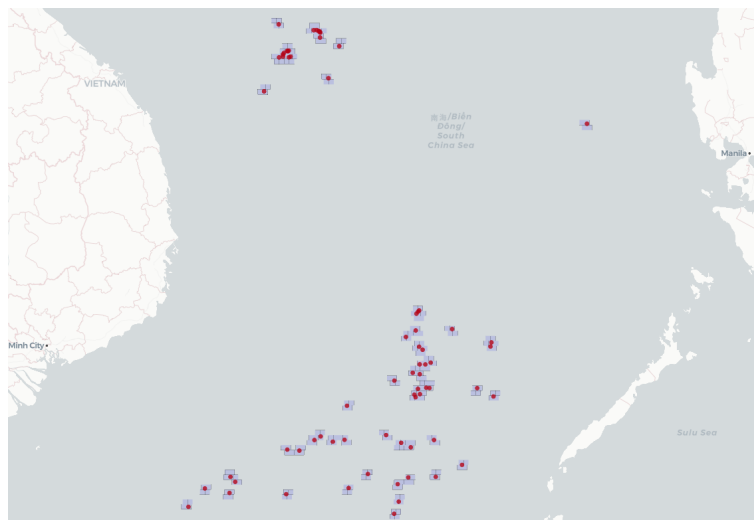 VIETNAM
南海/Biển
Đông/
South
China Sea
Manila
Minh City
Sulu Sea